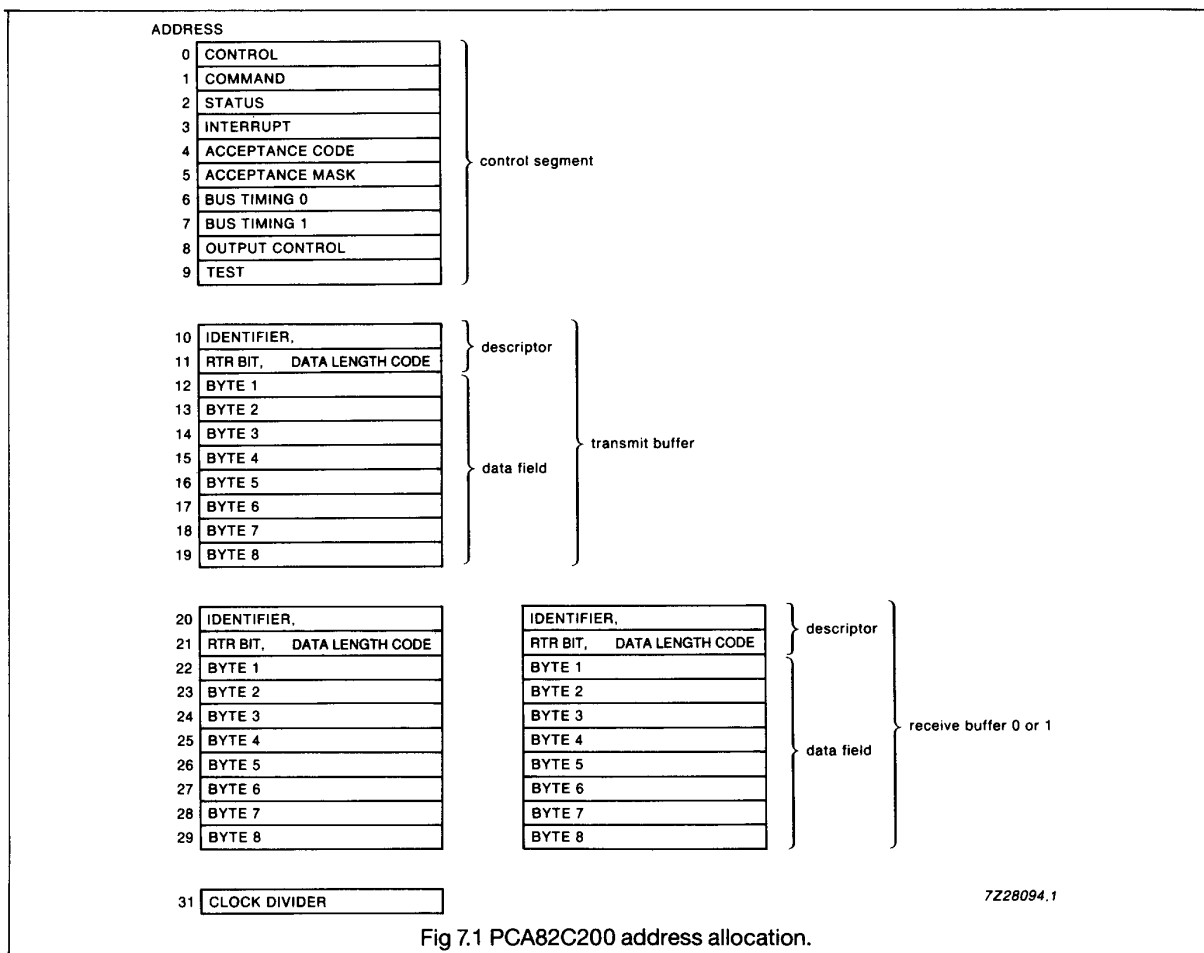 ADDRESS
0 CONTROL
1 COMMAND
2 STATUS
3 INTERRUPT
4 ACCEPTANCE CODE
5 ACCEPTANCE MASK
6 BUS TIMING 0
7 BUS TIMING 1
8 OUTPUT CONTROL
9 TEST
control segment
10 IDENTIFIER,
11 RTR BIT, DATA LENGTH CODE
descriptor
12 BYTE 1
13 BYTE 2
14 BYTE 3
15 BYTE 4
16 BYTE 5
17 BYTE 6
18 BYTE 7
19 BYTE 8
data field
transmit buffer
20 IDENTIFIER, IDENTIFIER,
21 RTR BIT, DATA LENGTH CODE RTR BIT, DATA LENGTH CODE
descriptor
22 BYTE 1 BYTE 1
23 BYTE 2 BYTE 2
24 BYTE 3 BYTE 3
25 BYTE 4 BYTE 4
26 BYTE 5 BYTE 5
27 BYTE 6 BYTE 6
28 BYTE 7 BYTE 7
29 BYTE 8 BYTE 8
data field
receive buffer 0 or 1
31 CLOCK DIVIDER
7Z28094.1
Fig 7.1 PCA82C200 address allocation.